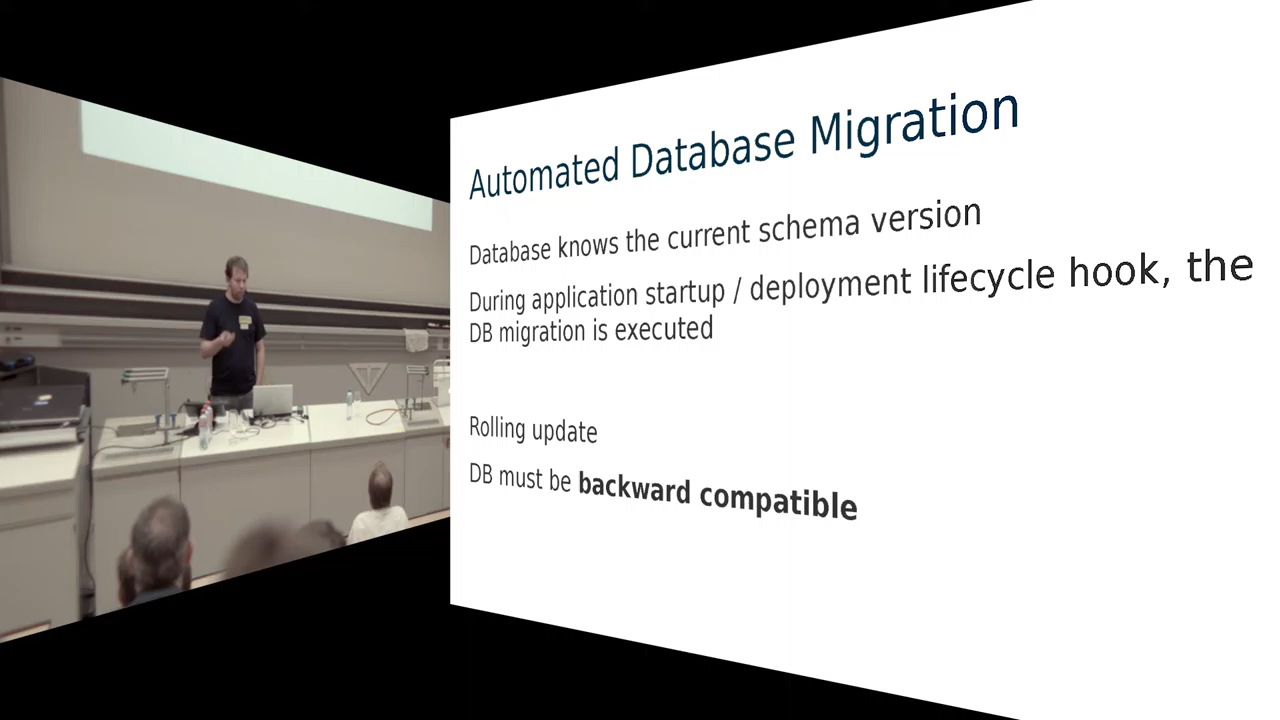 Automated Database Migration
Database knows the current schema version
During application startup / deployment lifecycle hook, the
DB migration is executed
Rolling update
DB must be backward compatible